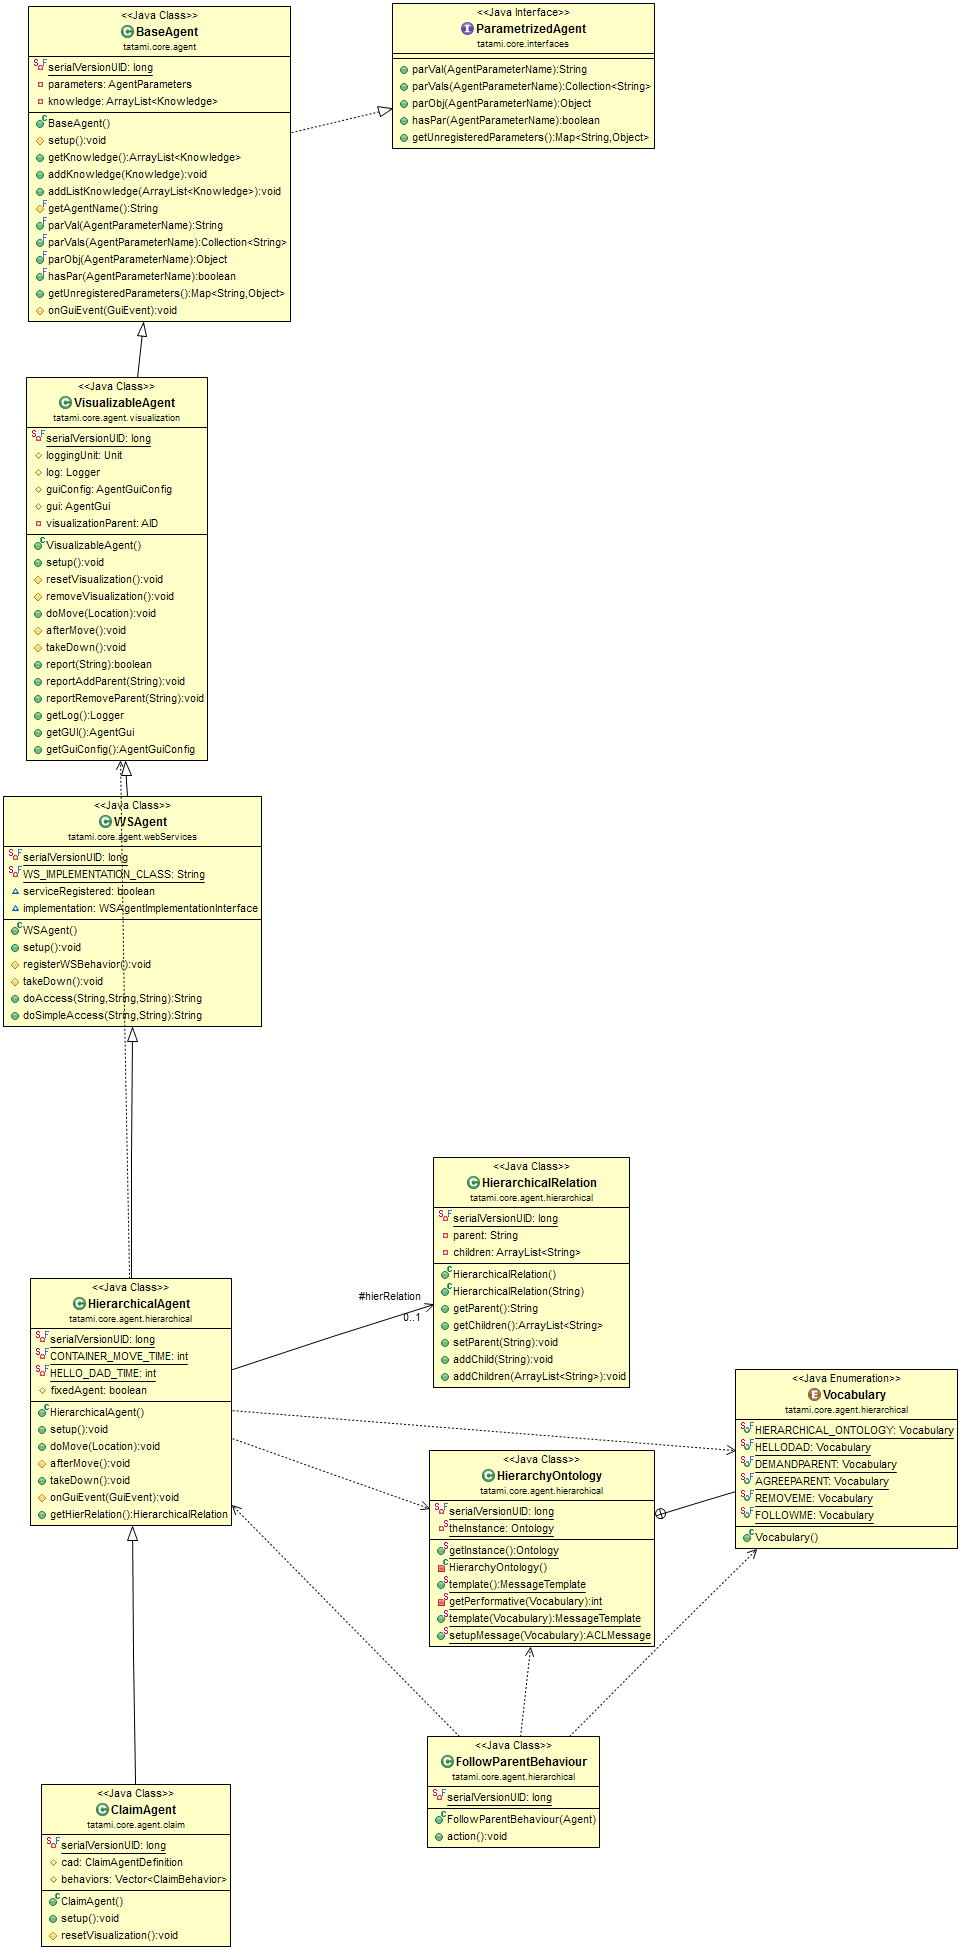 <<Java Class>>
BaseAgent
tatami.core.agent
serialVersionUID: long
parameters: AgentParameters
knowledge: ArrayList<Knowledge>
BaseAgent()
setup():void
getKnowledge():ArrayList<Knowledge>
addKnowledge(Knowledge):void
addListKnowledge(ArrayList<Knowledge>):void
getAgentName():String
parVal(AgentParameterName):String
parVals(AgentParameterName):Collection<String>
parObj(AgentParameterName):Object
hasPar(AgentParameterName):boolean
getUnregisteredParameters():Map<String,Object>
onGuiEvent(GuiEvent):void
<<Java Interface>>
ParametrizedAgent
tatami.core.interfaces
parVal(AgentParameterName):String
parVals(AgentParameterName):Collection<String>
parObj(AgentParameterName):Object
hasPar(AgentParameterName):boolean
getUnregisteredParameters():Map<String,Object>
<<Java Class>>
VisualizableAgent
tatami.core.agent.visualization
serialVersionUID: long
loggingUnit: Unit
log: Logger
guiConfig: AgentGuiConfig
gui: AgentGui
visualizationParent: AID
VisualizableAgent()
setup():void
resetVisualization():void
removeVisualization():void
doMove(Location):void
afterMove():void
takeDown():void
report(String):boolean
reportAddParent(String):void
reportRemoveParent(String):void
getLog():Logger
getGUI():AgentGui
getGuiConfig():AgentGuiConfig
<<Java Class>>
WSAgent
tatami.core.agent.webServices
serialVersionUID: long
WS_IMPLEMENTATION_CLASS: String
serviceRegistered: boolean
implementation: WSAgentImplementationInterface
WSAgent()
setup():void
registerWSBehavior():void
takeDown():void
doAccess(String,String,String):String
doSimpleAccess(String,String):String
<<Java Class>>
HierarchicalRelation
tatami.core.agent.hierarchical
serialVersionUID: long
parent: String
children: ArrayList<String>
HierarchicalRelation()
HierarchicalRelation(String)
getParent():String
getChildren():ArrayList<String>
setParent(String):void
addChild(String):void
addChildren(ArrayList<String>):void
#hierRelation
0..1
<<Java Class>>
HierarchicalAgent
tatami.core.agent.hierarchical
serialVersionUID: long
CONTAINER_MOVE_TIME: int
HELLO_DAD_TIME: int
fixedAgent: boolean
HierarchicalAgent()
setup():void
doMove(Location):void
afterMove():void
takeDown():void
onGuiEvent(GuiEvent):void
getHierRelation():HierarchicalRelation
<<Java Enumeration>>
Vocabulary
tatami.core.agent.hierarchical
HIERARCHICAL_ONTOLOGY: Vocabulary
HELLODAD: Vocabulary
DEMANDPARENT: Vocabulary
AGREEPARENT: Vocabulary
REMOVEME: Vocabulary
FOLLOWME: Vocabulary
Vocabulary()
<<Java Class>>
HierarchyOntology
tatami.core.agent.hierarchical
serialVersionUID: long
theInstance: Ontology
getInstance():Ontology
HierarchyOntology()
template():MessageTemplate
getPerformative(Vocabulary):int
template(Vocabulary):MessageTemplate
setupMessage(Vocabulary):ACLMessage
<<Java Class>>
FollowParentBehaviour
tatami.core.agent.hierarchical
serialVersionUID: long
FollowParentBehaviour(Agent)
action():void
<<Java Class>>
ClaimAgent
tatami.core.agent.claim
serialVersionUID: long
cad: ClaimAgentDefinition
behaviors: Vector<ClaimBehavior>
ClaimAgent()
setup():void
resetVisualization():void